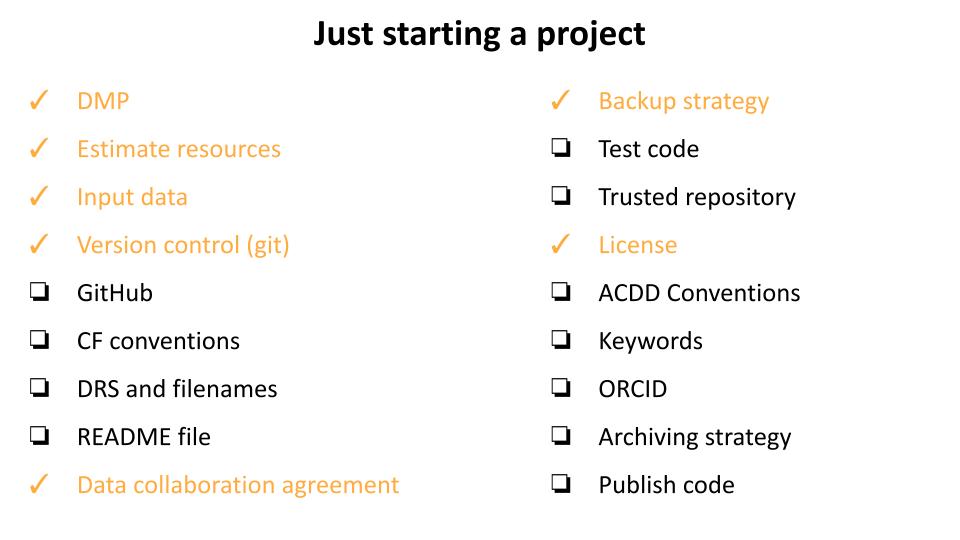 Just starting a project
✓ DMP
✓ Estimate resources
✓ Input data
✓ Version control (git)
❏ GitHub
❏ CF conventions
❏ DRS and filenames
❏ README file
✓ Data collaboration agreement
✓ Backup strategy
❏ Test code
❏ Trusted repository
✓ License
❏ ACDD Conventions
❏ Keywords
❏ ORCID
❏ Archiving strategy
❏ Publish code